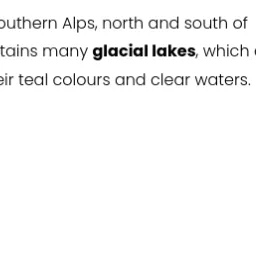 outhern Alps, north and south of
tains many glacial lakes, which
eir teal colours and clear waters.